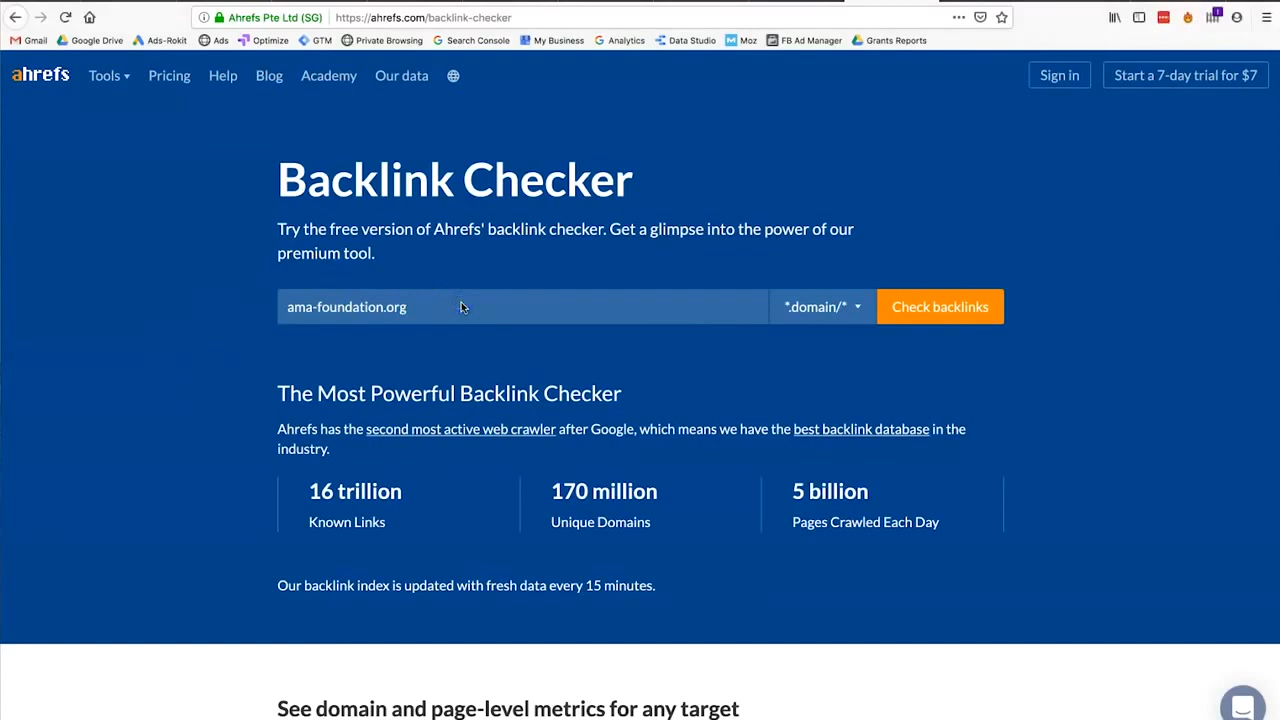 Ahrefs Pte Ltd (SG) https://ahrefs.com/backlink-checker
Gmail Google Drive Ads-Rokit Ads Optimize GTM Private Browsing Search Console My Business Analytics Data Studio Moz FB Ad Manager Grants Reports
ahrefs Tools Pricing Help Blog Academy Our data Sign in Start a 7-day trial for $7
Backlink Checker
Try the free version of Ahrefs' backlink checker. Get a glimpse into the power of our
premium tool.
ama-foundation.org *.domain/* Check backlinks
The Most Powerful Backlink Checker
Ahrefs has the second most active web crawler after Google, which means we have the best backlink database in the
industry.
16 trillion 170 million 5 billion
Known Links Unique Domains Pages Crawled Each Day
Our backlink index is updated with fresh data every 15 minutes.
See domain and page-level metrics for any target